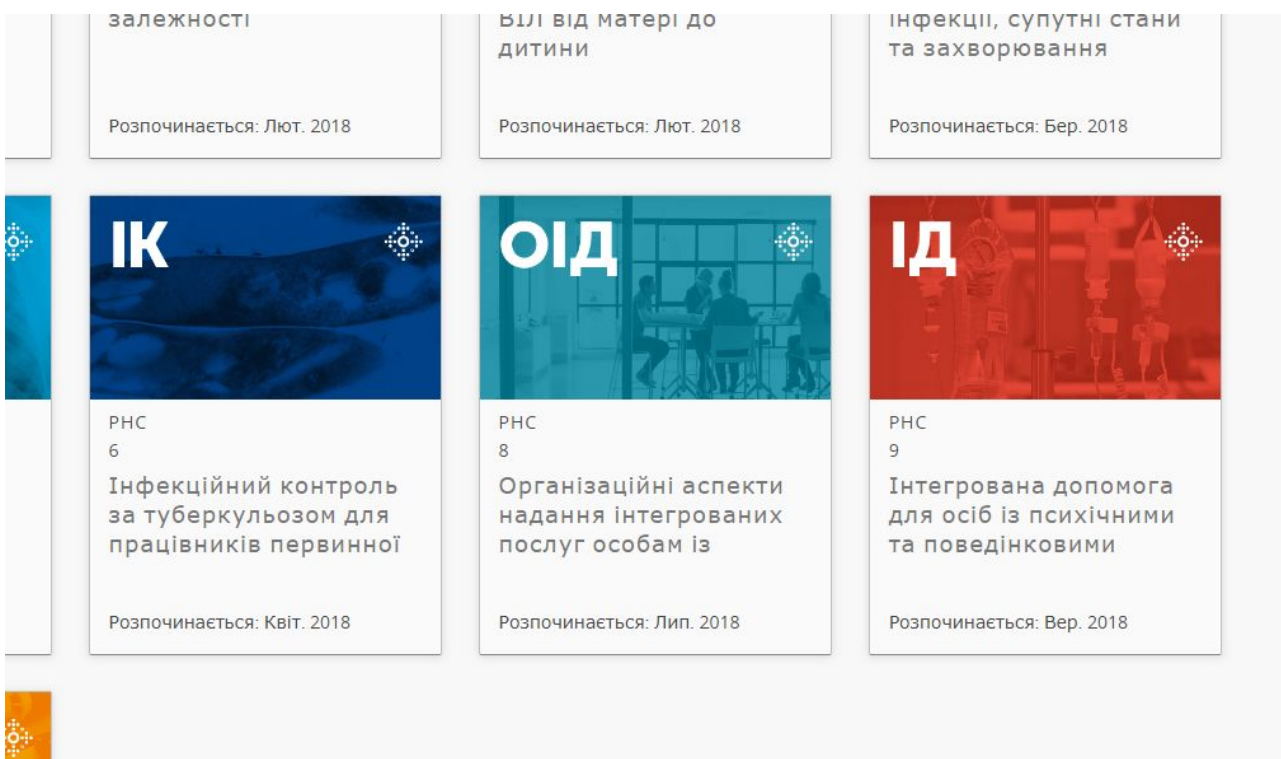 залежності
ВІЛ від матері до
дитини
інфекції, супутні стани
та захворювання
Розпочинається: Лют. 2018
Розпочинається: Лют. 2018
Розпочинається: Бер. 2018
ІК
PHC
6
Інфекційний контроль
за туберкульозом для
працівників первинної
Розпочинається: Квіт. 2018
ОІД
PHC
8
Організаційні аспекти
надання інтегрованих
послуг особам із
Розпочинається: Лип. 2018
ІД
PHC
9
Інтегрована допомога
для осіб із психічними
та поведінковими
Розпочинається: Вер. 2018